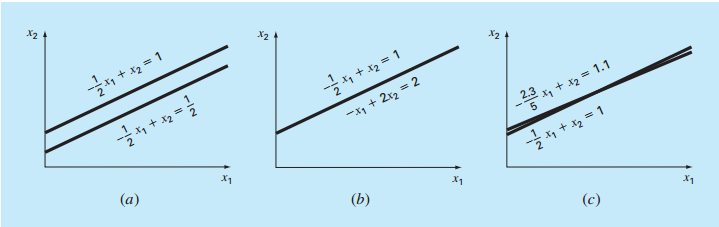 x₂
-1/2 x₁ + x₂ = 1
-1/2 x₁ + x₂ = 1/2
x₁
(a)
x₂
-1/2 x₁ + x₂ = 1
-x₁ + 2x₂ = 2
x₁
(b)
x₂
-2.3/5 x₁ + x₂ = 1.1
-1/2 x₁ + x₂ = 1
x₁
(c)